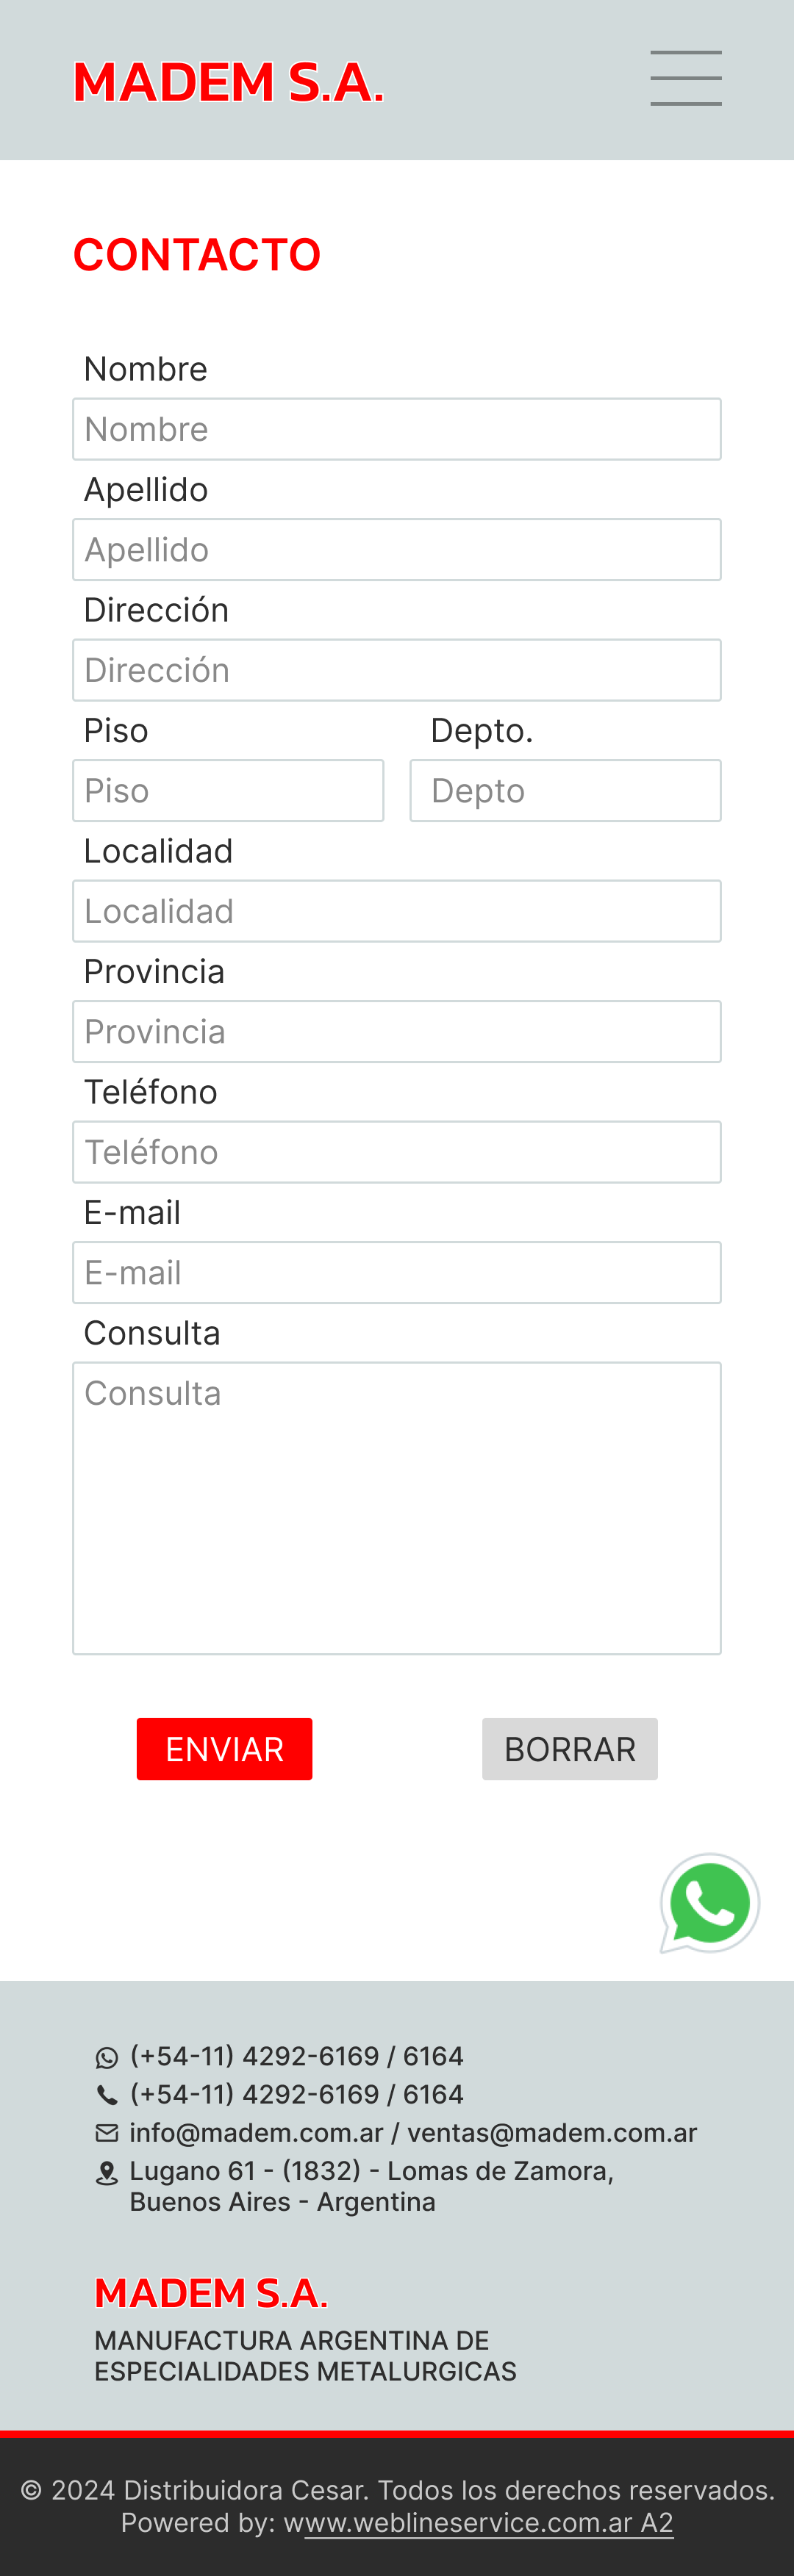 MADEM S.A.
CONTACTO
Nombre
Nombre
Apellido
Apellido
Dirección
Dirección
Piso Depto.
Piso Depto
Localidad
Localidad
Provincia
Provincia
Teléfono
Teléfono
E-mail
E-mail
Consulta
Consulta
ENVIAR BORRAR
(+54-11) 4292-6169 / 6164
(+54-11) 4292-6169 / 6164
info@madem.com.ar / ventas@madem.com.ar
Lugano 61 - (1832) - Lomas de Zamora,
Buenos Aires - Argentina
MADEM S.A.
MANUFACTURA ARGENTINA DE
ESPECIALIDADES METALURGICAS
© 2024 Distribuidora Cesar. Todos los derechos reservados.
Powered by: www.weblineservice.com.ar A2